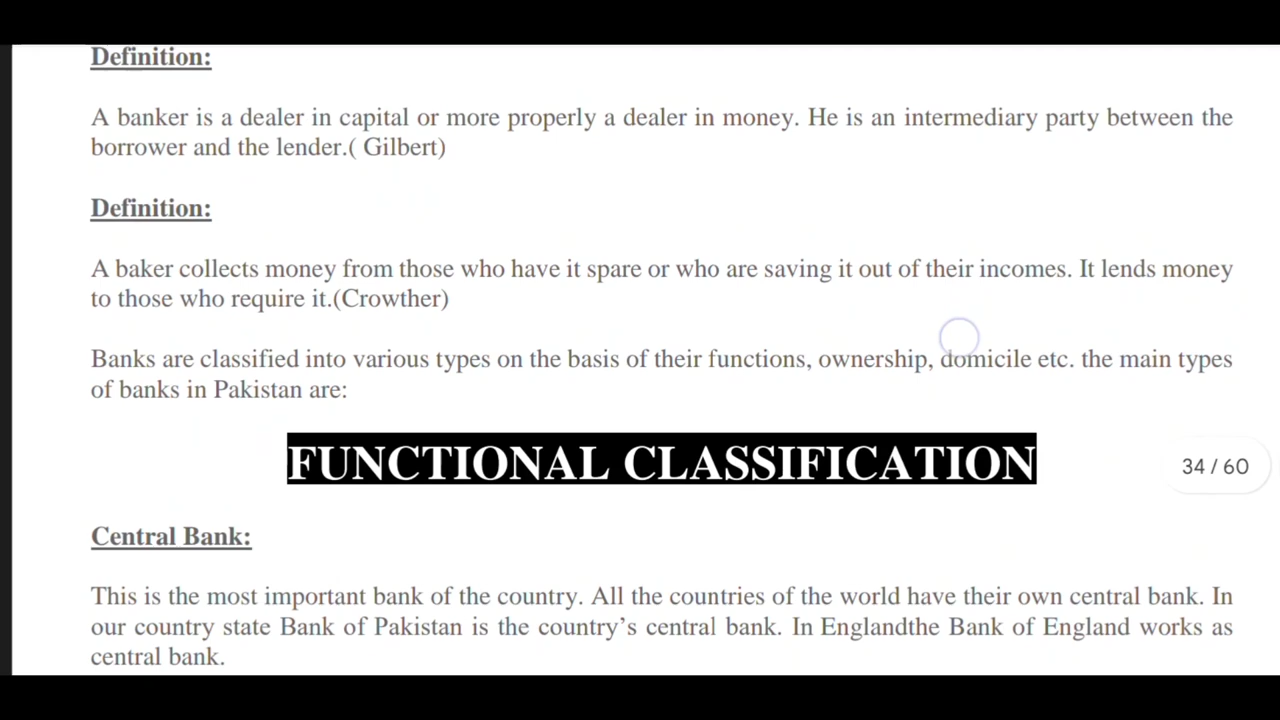 Definition:
A banker is a dealer in capital or more properly a dealer in money. He is an intermediary party between the
borrower and the lender.( Gilbert)
Definition:
A baker collects money from those who have it spare or who are saving it out of their incomes. It lends money
to those who require it.(Crowther)
Banks are classified into various types on the basis of their functions, ownership, domicile etc. the main types
of banks in Pakistan are:
FUNCTIONAL CLASSIFICATION
34 / 60
Central Bank:
This is the most important bank of the country. All the countries of the world have their own central bank. In
our country state Bank of Pakistan is the country’s central bank. In Englandthe Bank of England works as
central bank.